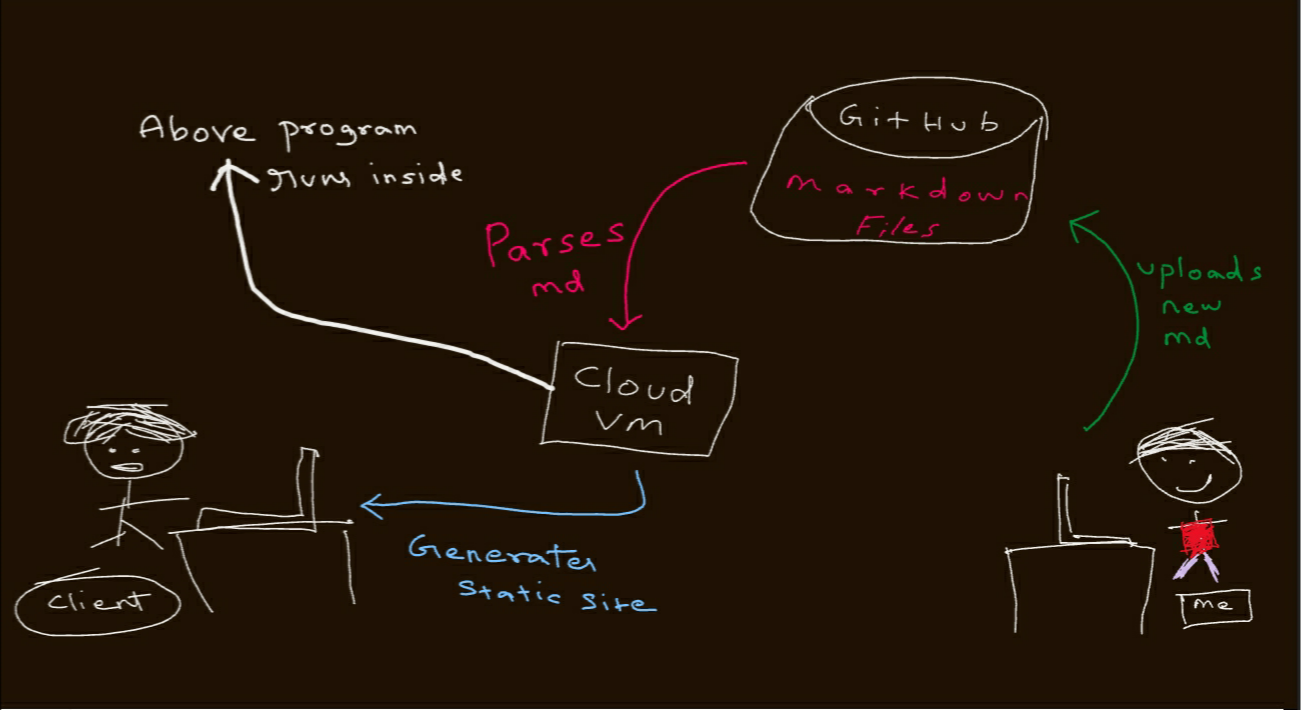 GitHub
markdown
Files
Above program
runs inside
Parses
md
uploads
new
md
Cloud
VM
Generates
Static Site
Client
Me